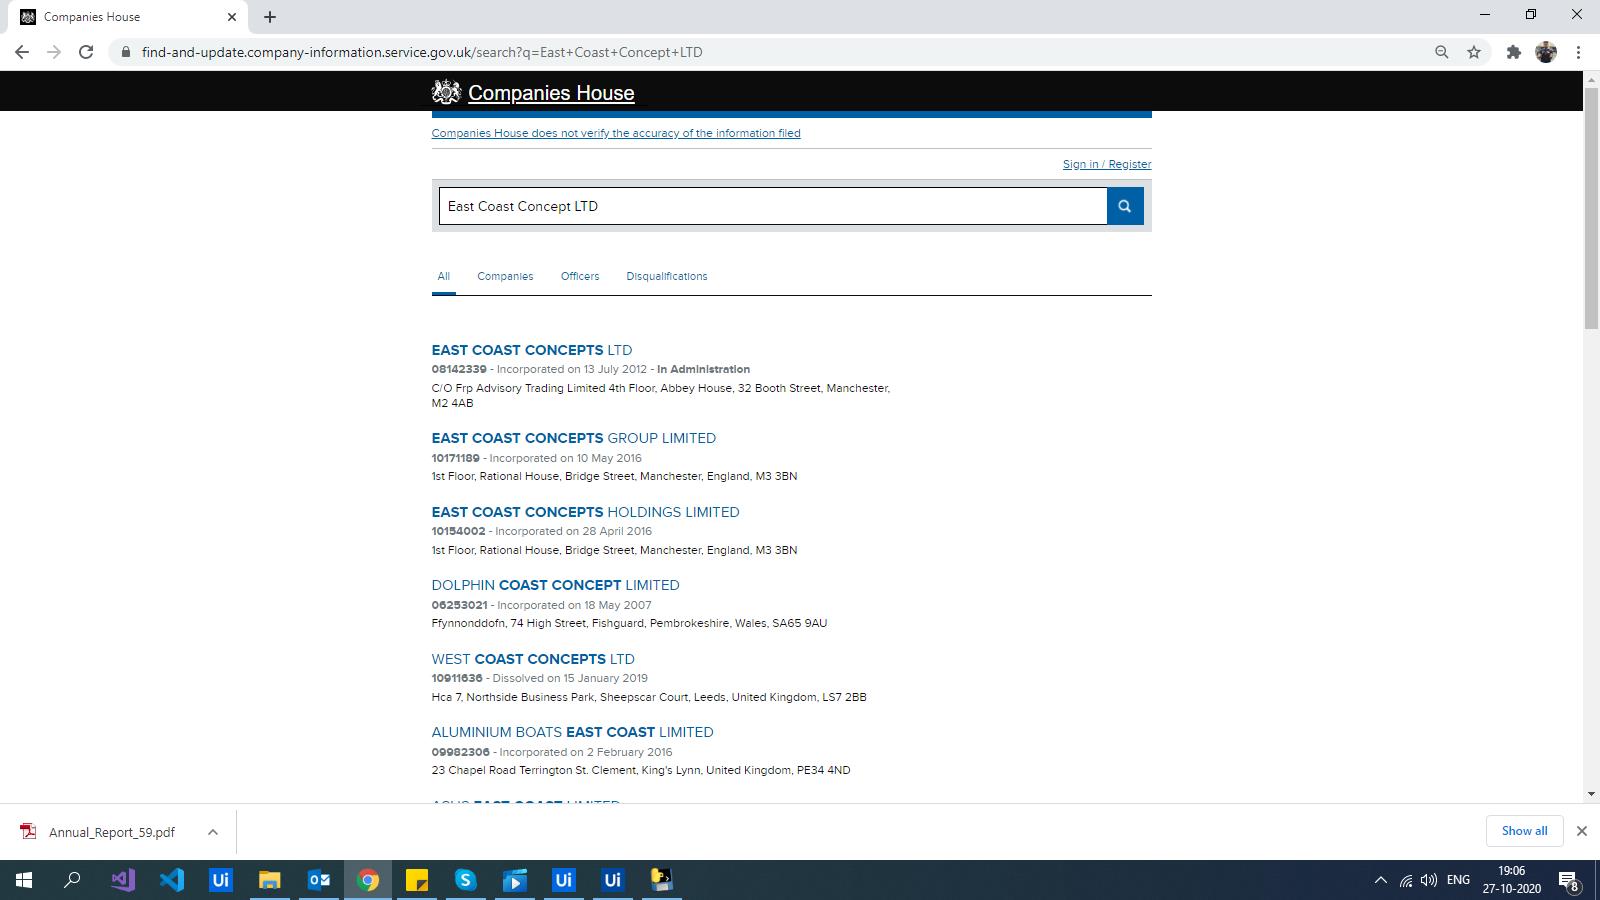 Companies House
find-and-update.company-information.service.gov.uk/search?q=East+Coast+Concept+LTD
Companies House
Companies House does not verify the accuracy of the information filed
Sign in / Register
East Coast Concept LTD
All Companies Officers Disqualifications
EAST COAST CONCEPTS LTD
08142339 - Incorporated on 13 July 2012 - In Administration
C/O Frp Advisory Trading Limited 4th Floor, Abbey House, 32 Booth Street, Manchester,
M2 4AB
EAST COAST CONCEPTS GROUP LIMITED
10171189 - Incorporated on 10 May 2016
1st Floor, Rational House, Bridge Street, Manchester, England, M3 3BN
EAST COAST CONCEPTS HOLDINGS LIMITED
10154002 - Incorporated on 28 April 2016
1st Floor, Rational House, Bridge Street, Manchester, England, M3 3BN
DOLPHIN COAST CONCEPT LIMITED
06253021 - Incorporated on 18 May 2007
Ffynnonddofn, 74 High Street, Fishguard, Pembrokeshire, Wales, SA65 9AU
WEST COAST CONCEPTS LTD
10911636 - Dissolved on 15 January 2019
Hca 7, Northside Business Park, Sheepscar Court, Leeds, United Kingdom, LS7 2BB
ALUMINIUM BOATS EAST COAST LIMITED
09982306 - Incorporated on 2 February 2016
23 Chapel Road Terrington St. Clement, King's Lynn, United Kingdom, PE34 4ND
EAST COAST LIMITED
Annual_Report_59.pdf
Show all
Ui
Ui
Ui
ENG
19:06
27-10-2020
8